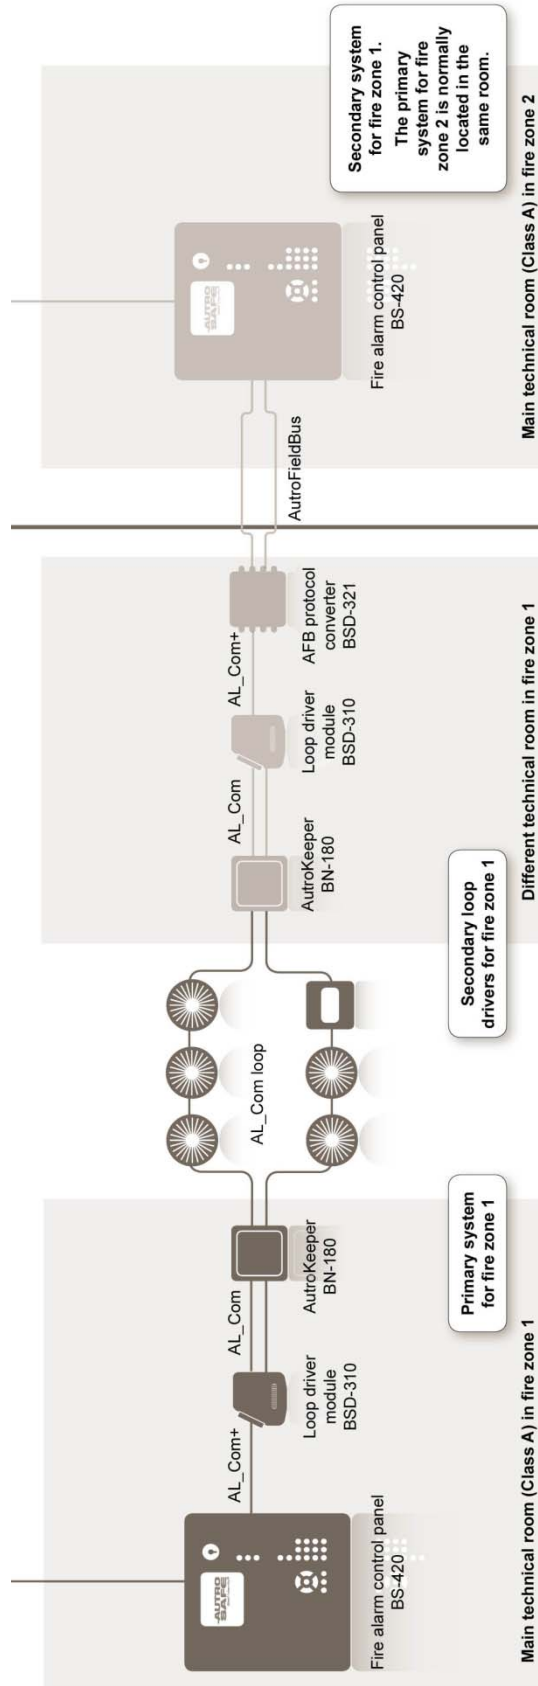 AUTRO
SAFE
Fire alarm control panel
BS-420
AL_Com+
Loop driver
module
BSD-310
AL_Com
AutroKeeper
BN-180
Primary system
for fire zone 1
Main technical room (Class A) in fire zone 1
AL_Com loop
Secondary loop
drivers for fire zone 1
AutroKeeper
BN-180
AL_Com
Loop driver
module
BSD-310
AL_Com+
AFB protocol
converter
BSD-321
Different technical room in fire zone 1
AutroFieldBus
AUTRO
SAFE
Fire alarm control panel
BS-420
Secondary system
for fire zone 1.
The primary
system for fire
zone 2 is normally
located in the
same room.
Main technical room (Class A) in fire zone 2